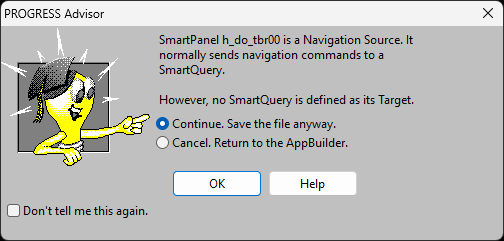 PROGRESS Advisor
SmartPanel h_do_tbr00 is a Navigation Source. It
normally sends navigation commands to a
SmartQuery.
However, no SmartQuery is defined as its Target.
Continue. Save the file anyway.
Cancel. Return to the AppBuilder.
OK
Help
Don't tell me this again.